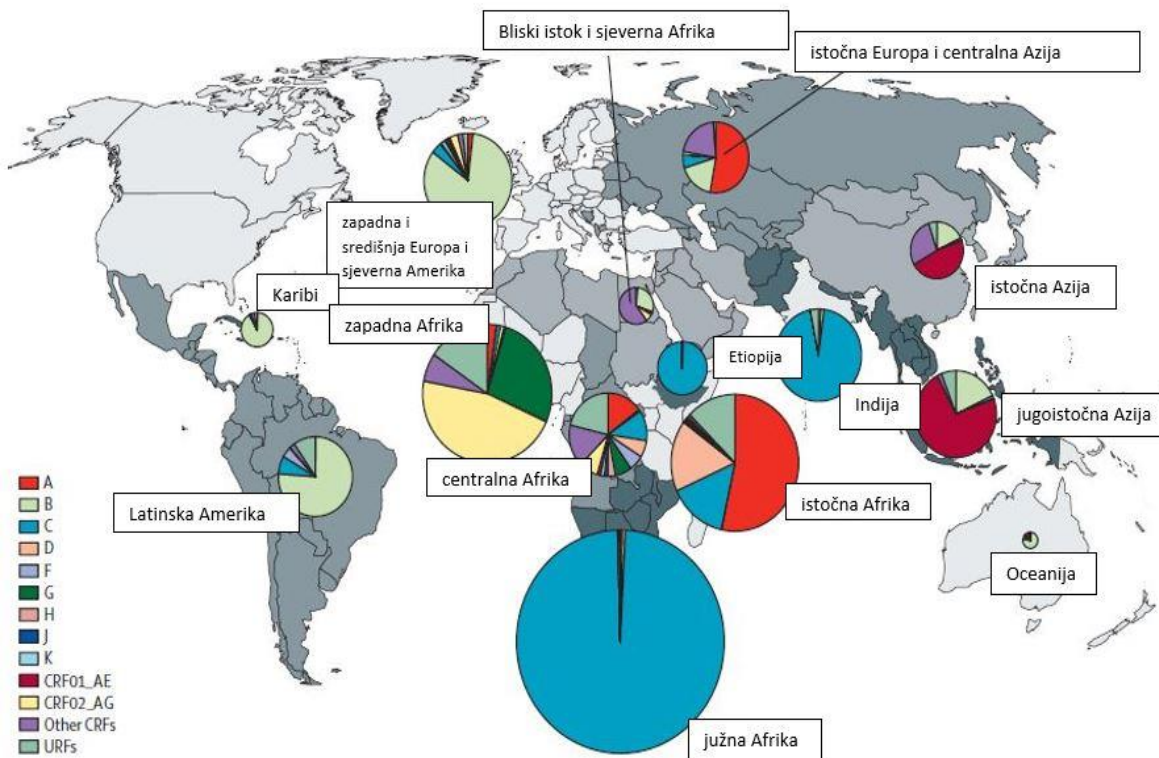 Bliski istok i sjeverna Afrika
istočna Europa i centralna Azija
zapadna i
središnja Europa i
sjeverna Amerika
Karibi
zapadna Afrika
istočna Azija
Etiopija
Indija
jugoistočna Azija
centralna Afrika
istočna Afrika
Latinska Amerika
Oceanija
južna Afrika
A
B
C
D
F
G
H
J
K
CRF01_AE
CRF02_AG
Other CRFs
URFs